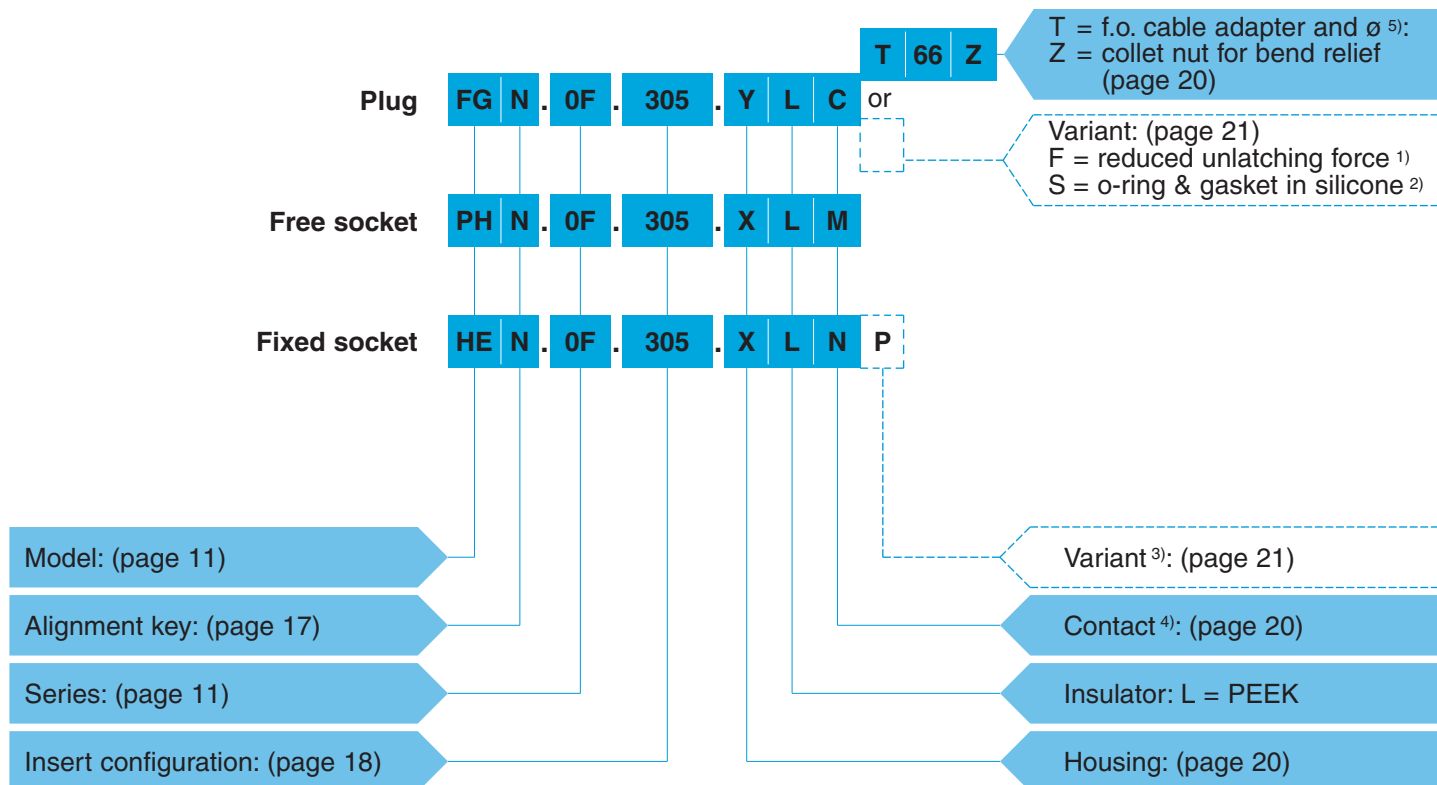 T 66 Z
T = f.o. cable adapter and ø 5):
Z = collet nut for bend relief
(page 20)
Plug FG N . 0F . 305 . Y L C or
Variant: (page 21)
F = reduced unlatching force 1)
S = o-ring & gasket in silicone 2)
Free socket PH N . 0F . 305 . X L M
Fixed socket HE N . 0F . 305 . X L N P
Model: (page 11)
Variant 3): (page 21)
Alignment key: (page 17)
Contact 4): (page 20)
Series: (page 11)
Insulator: L = PEEK
Insert configuration: (page 18)
Housing: (page 20)